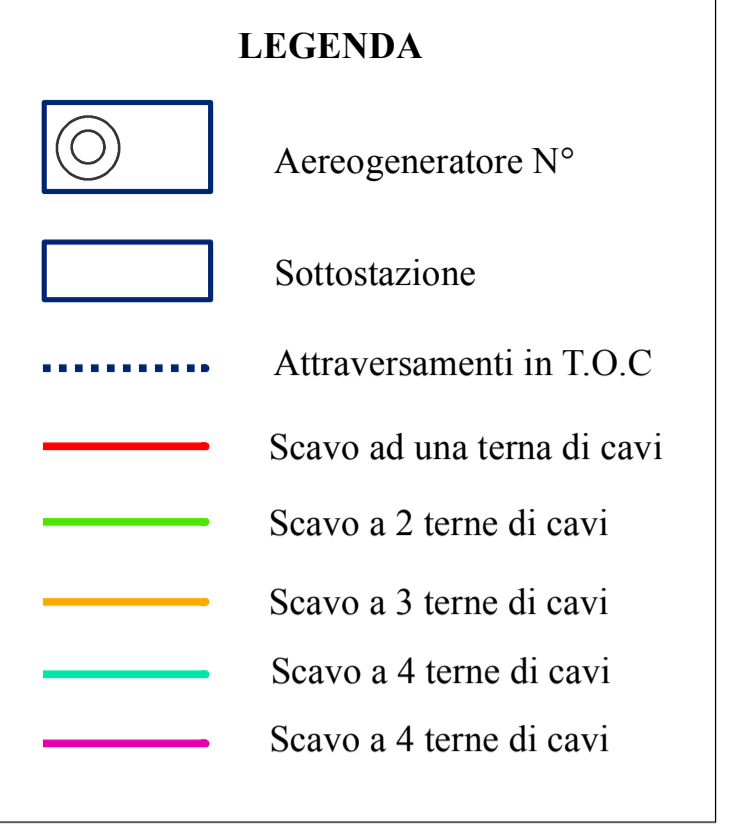 LEGENDA
Aereogeneratore N°
Sottostazione
Attraversamenti in T.O.C
Scavo ad una terna di cavi
Scavo a 2 terne di cavi
Scavo a 3 terne di cavi
Scavo a 4 terne di cavi
Scavo a 4 terne di cavi